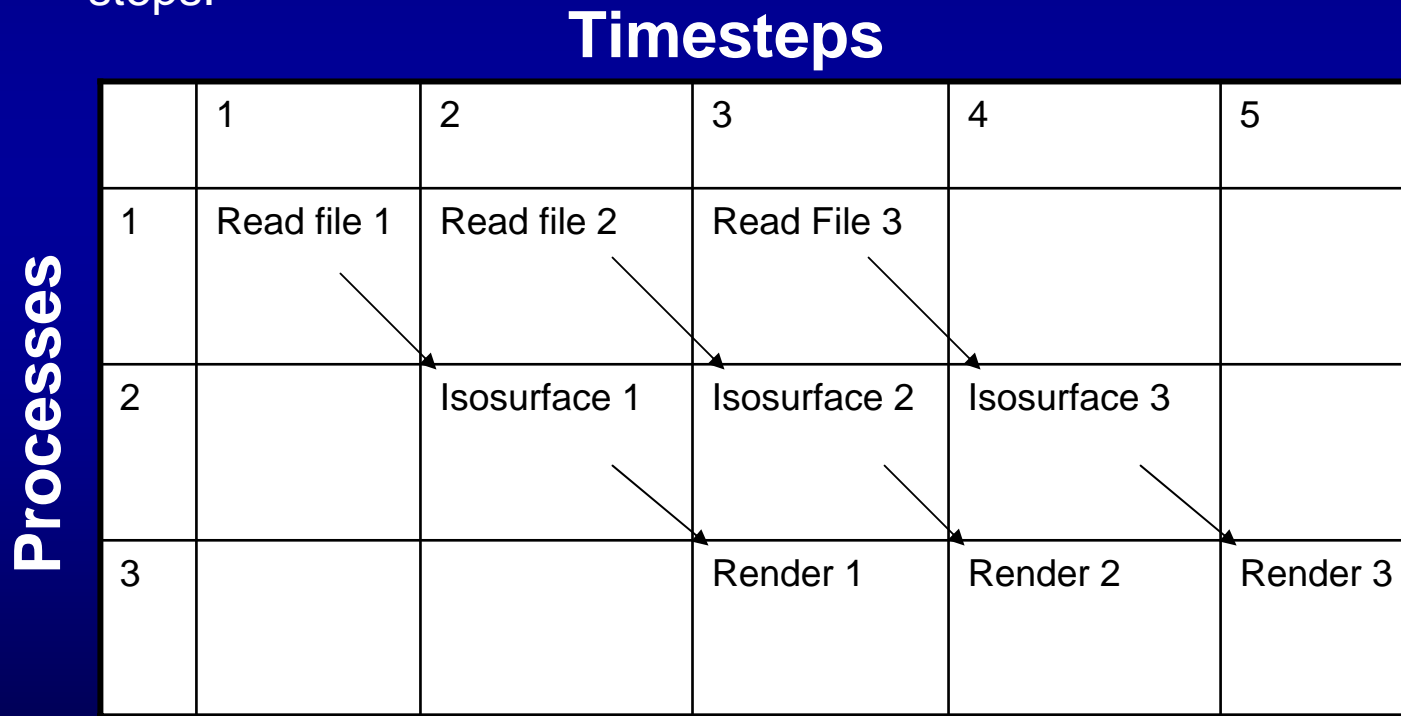 steps.
Timesteps
1 2 3 4 5
Processes
1 Read file 1 Read file 2 Read File 3
2 Isosurface 1 Isosurface 2 Isosurface 3
3 Render 1 Render 2 Render 3